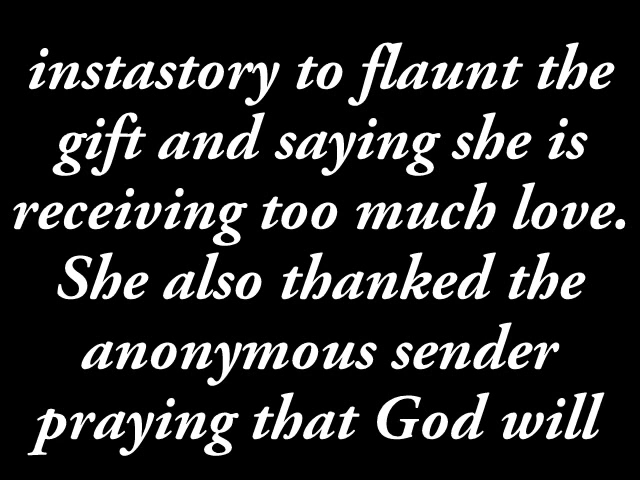 instastory to flaunt the
gift and saying she is
receiving too much love.
She also thanked the
anonymous sender
praying that God will